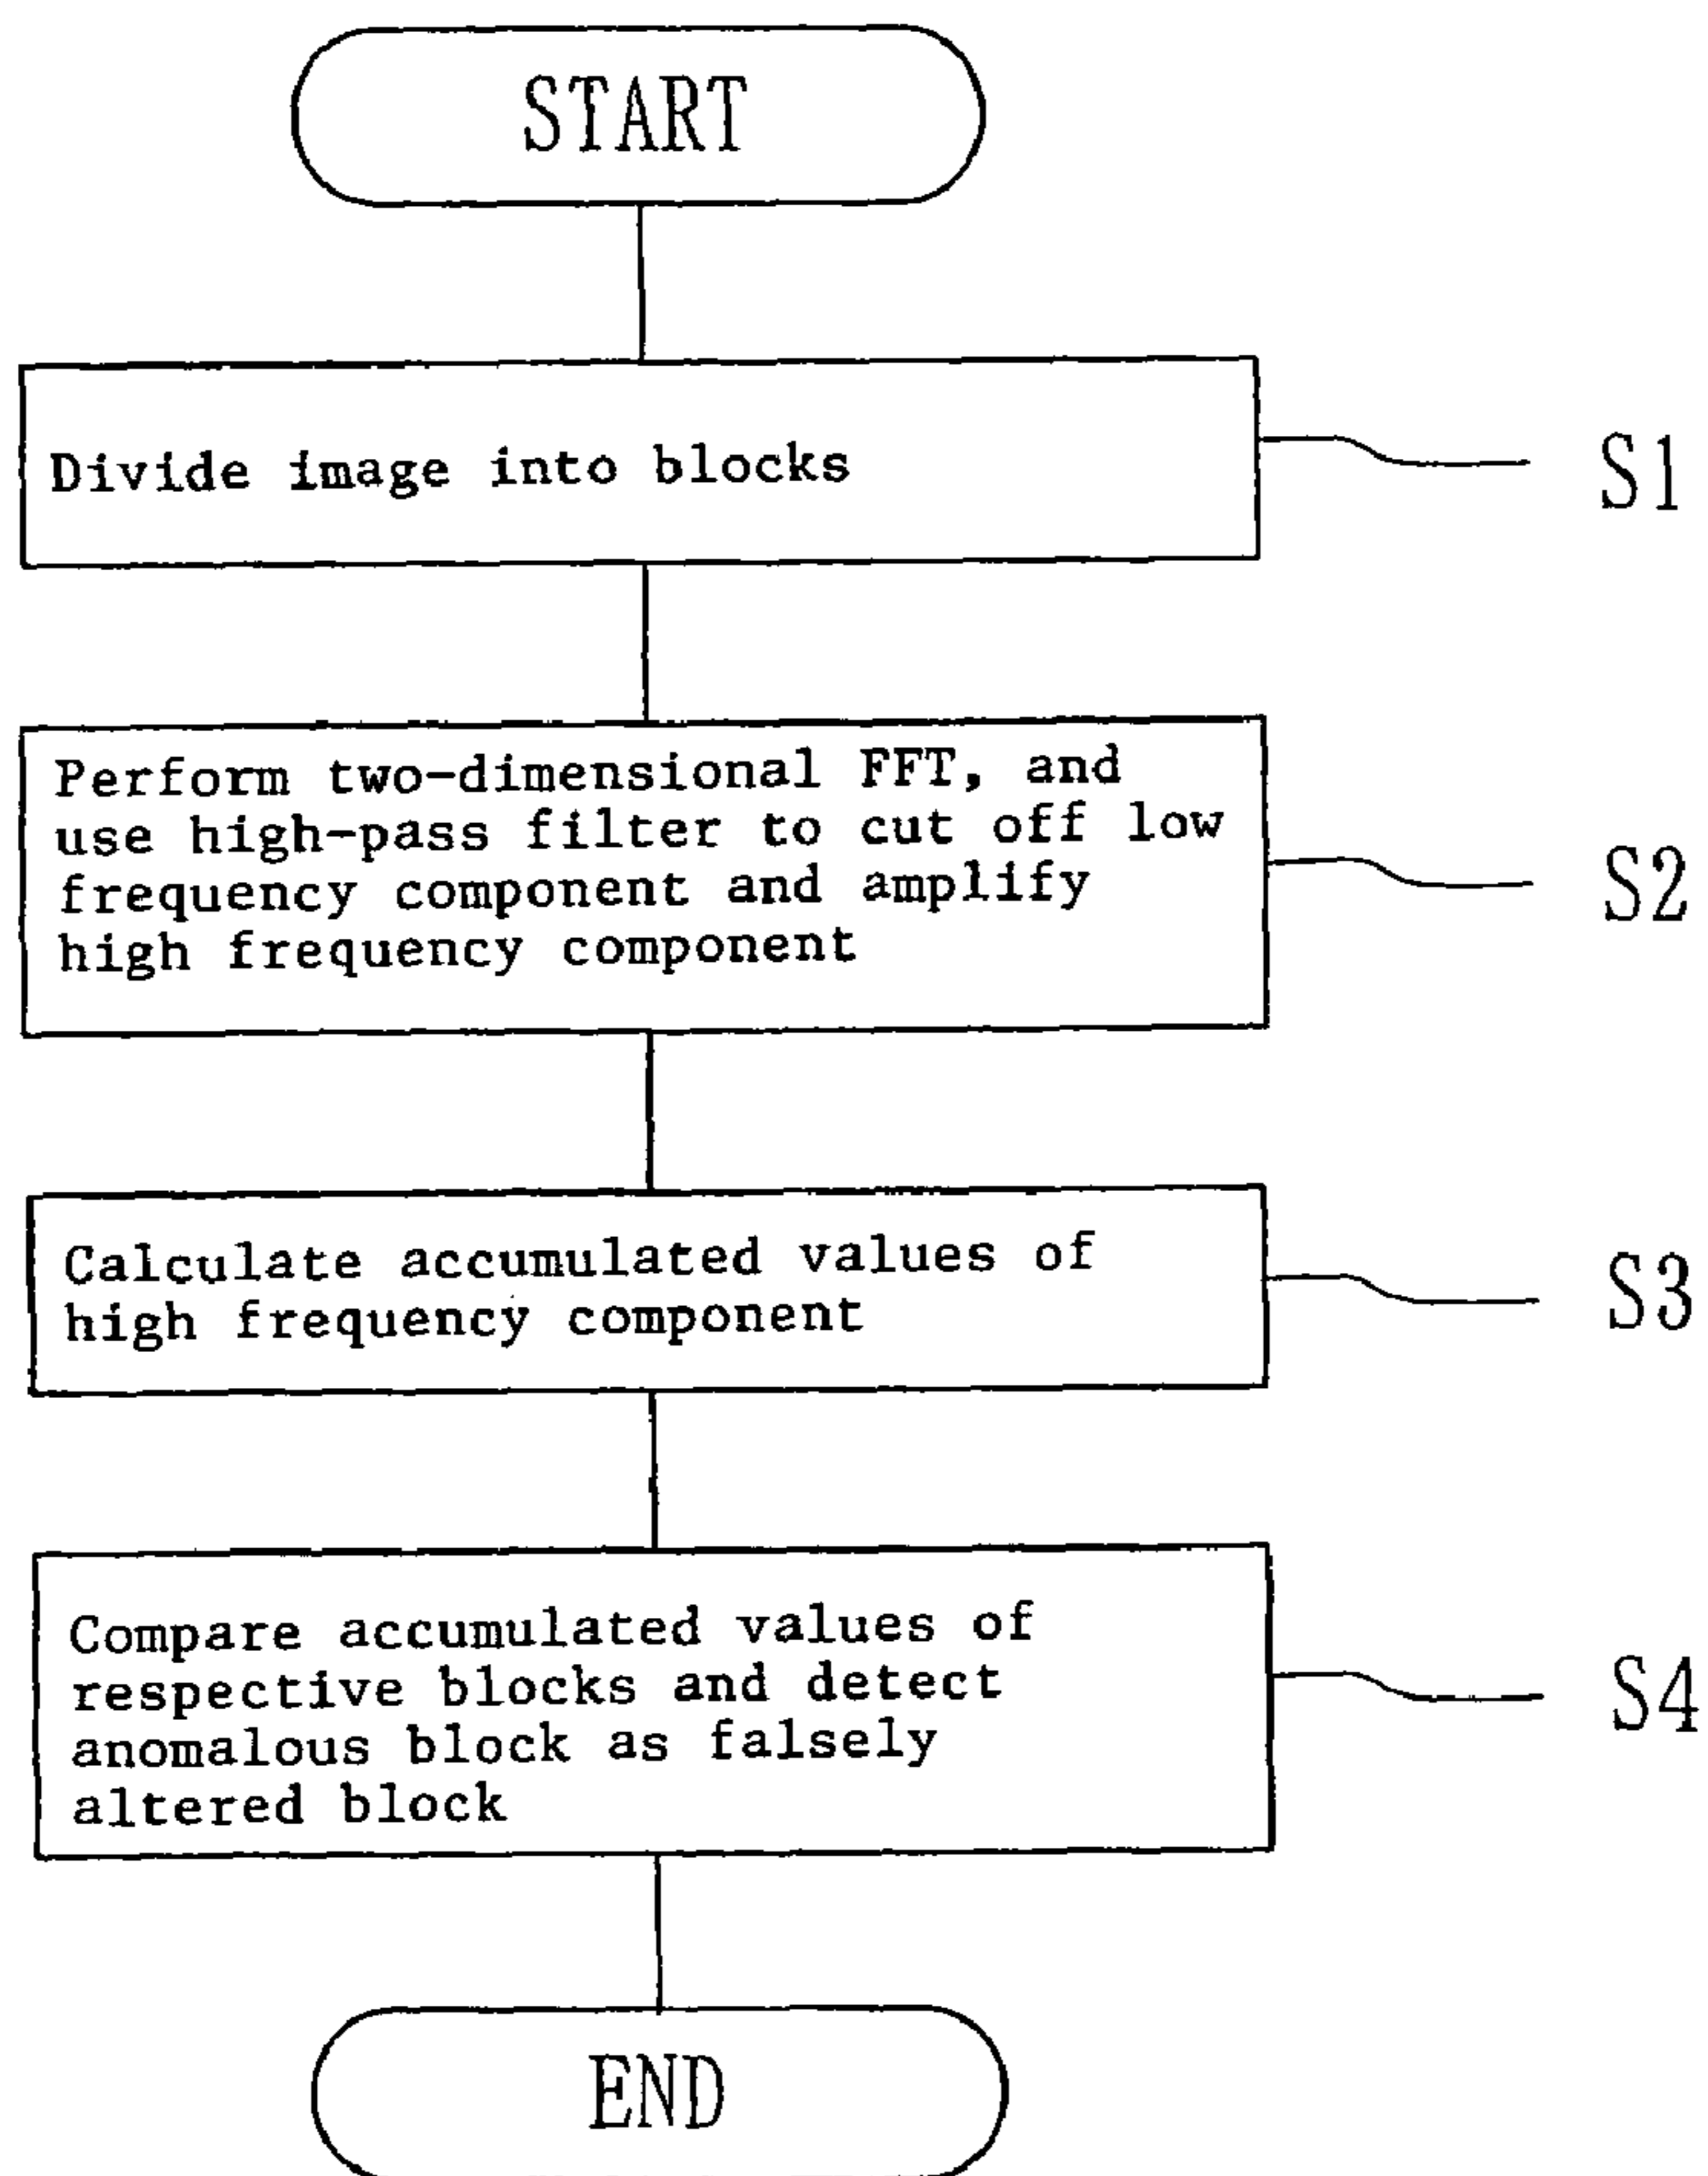 START
Divide image into blocks
S1
Perform two-dimensional FFT, and
use high-pass filter to cut off low
frequency component and amplify
high frequency component
S2
Calculate accumulated values of
high frequency component
S3
Compare accumulated values of
respective blocks and detect
anomalous block as falsely
altered block
S4
END